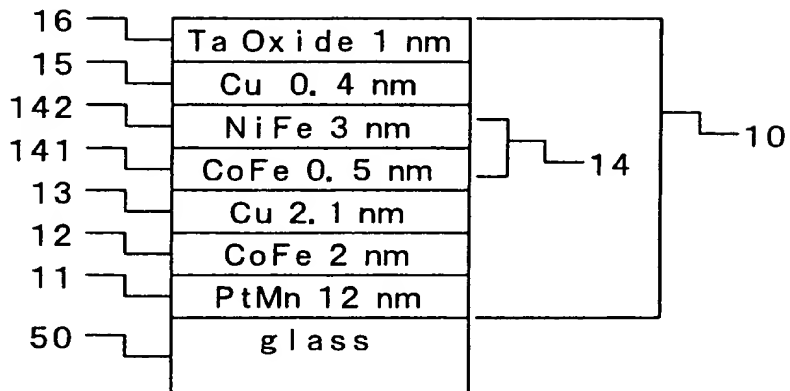 16 Ta Oxide 1 nm
15 Cu 0.4 nm
142 NiFe 3 nm
10
141 CoFe 0.5 nm
14
13 Cu 2.1 nm
12 CoFe 2 nm
11 PtMn 12 nm
50 glass